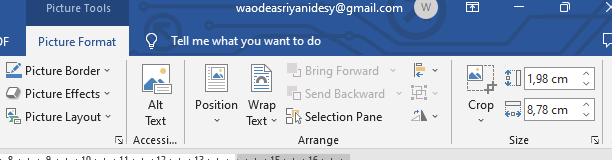 Picture Tools waodeasriyanidesy@gmail.com W
DF Picture Format Tell me what you want to do
Picture Border
Picture Effects
Picture Layout
Alt
Text
Accessi...
Position
Wrap
Text
Bring Forward
Send Backward
Selection Pane
Arrange
Crop
1,98 cm
8,78 cm
Size
8 9 10 11 12 13 15 16